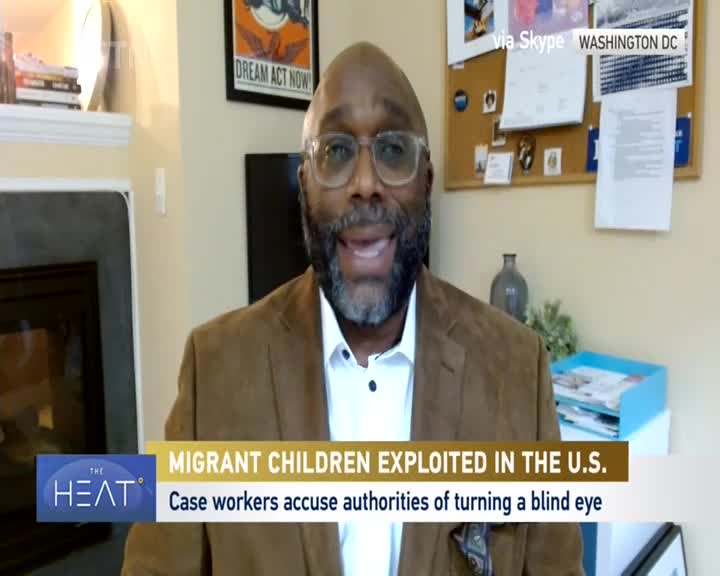 via Skype
WASHINGTON DC
DREAM ACT NOW!
MIGRANT CHILDREN EXPLOITED IN THE U.S.
THE
HEAT
Case workers accuse authorities of turning a blind eye